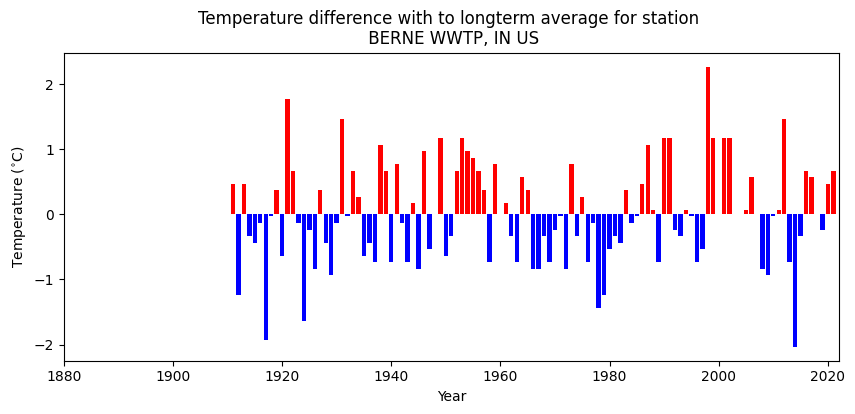 Temperature difference with to longterm average for station
BERNE WWTP, IN US
Temperature (°C)
2
1
0
−1
−2
1880 1900 1920 1940 1960 1980 2000 2020
Year